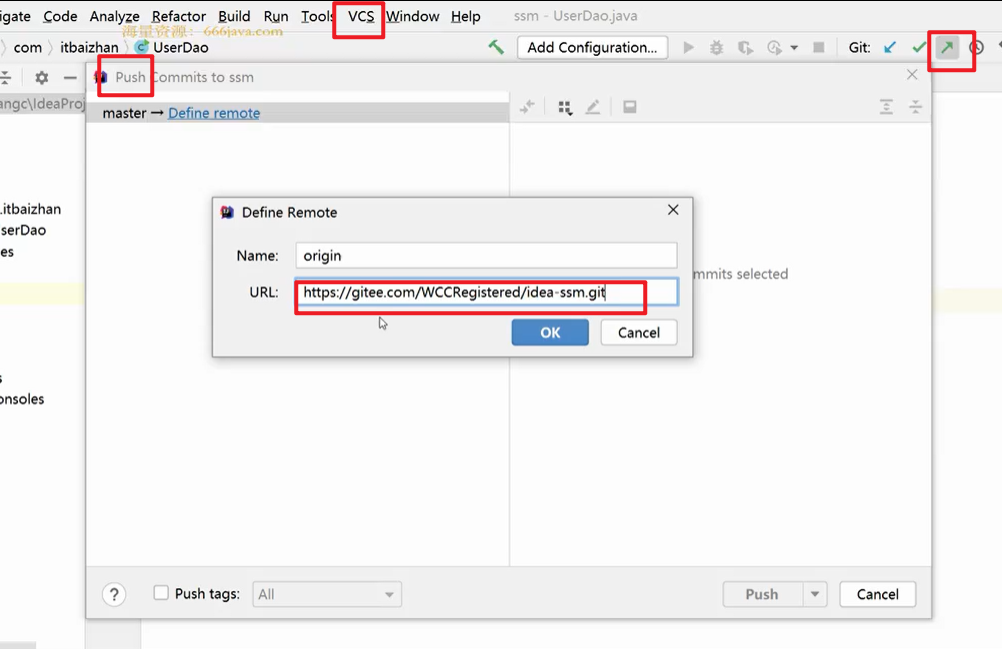 igate Code Analyze Refactor Build Run Tools VCS Window Help ssm - UserDao.java
海量资源：666java.com
com itbaizhan UserDao Add Configuration... Git:
Push Commits to ssm
angc\IdeaProj
master → Define remote
.itbaizhan
serDao
es
Define Remote
Name: origin
mmits selected
URL: https://gitee.com/WCCRegistered/idea-ssm.git
OK Cancel
s
onsoles
? Push tags: All Push Cancel